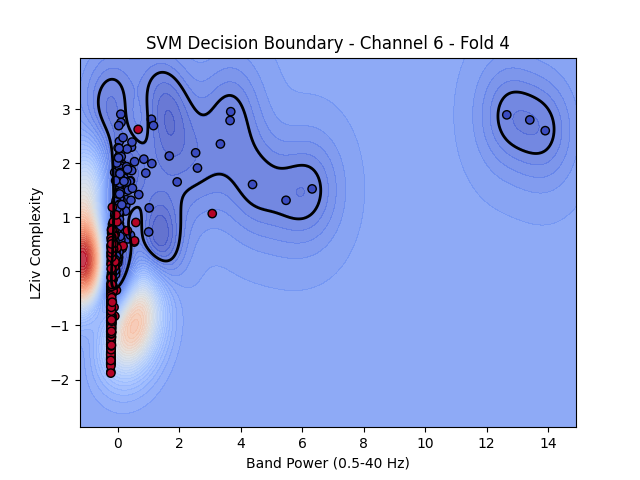 SVM Decision Boundary - Channel 6 - Fold 4
3
2
1
0
−1
−2
LZiv Complexity
0 2 4 6 8 10 12 14
Band Power (0.5-40 Hz)